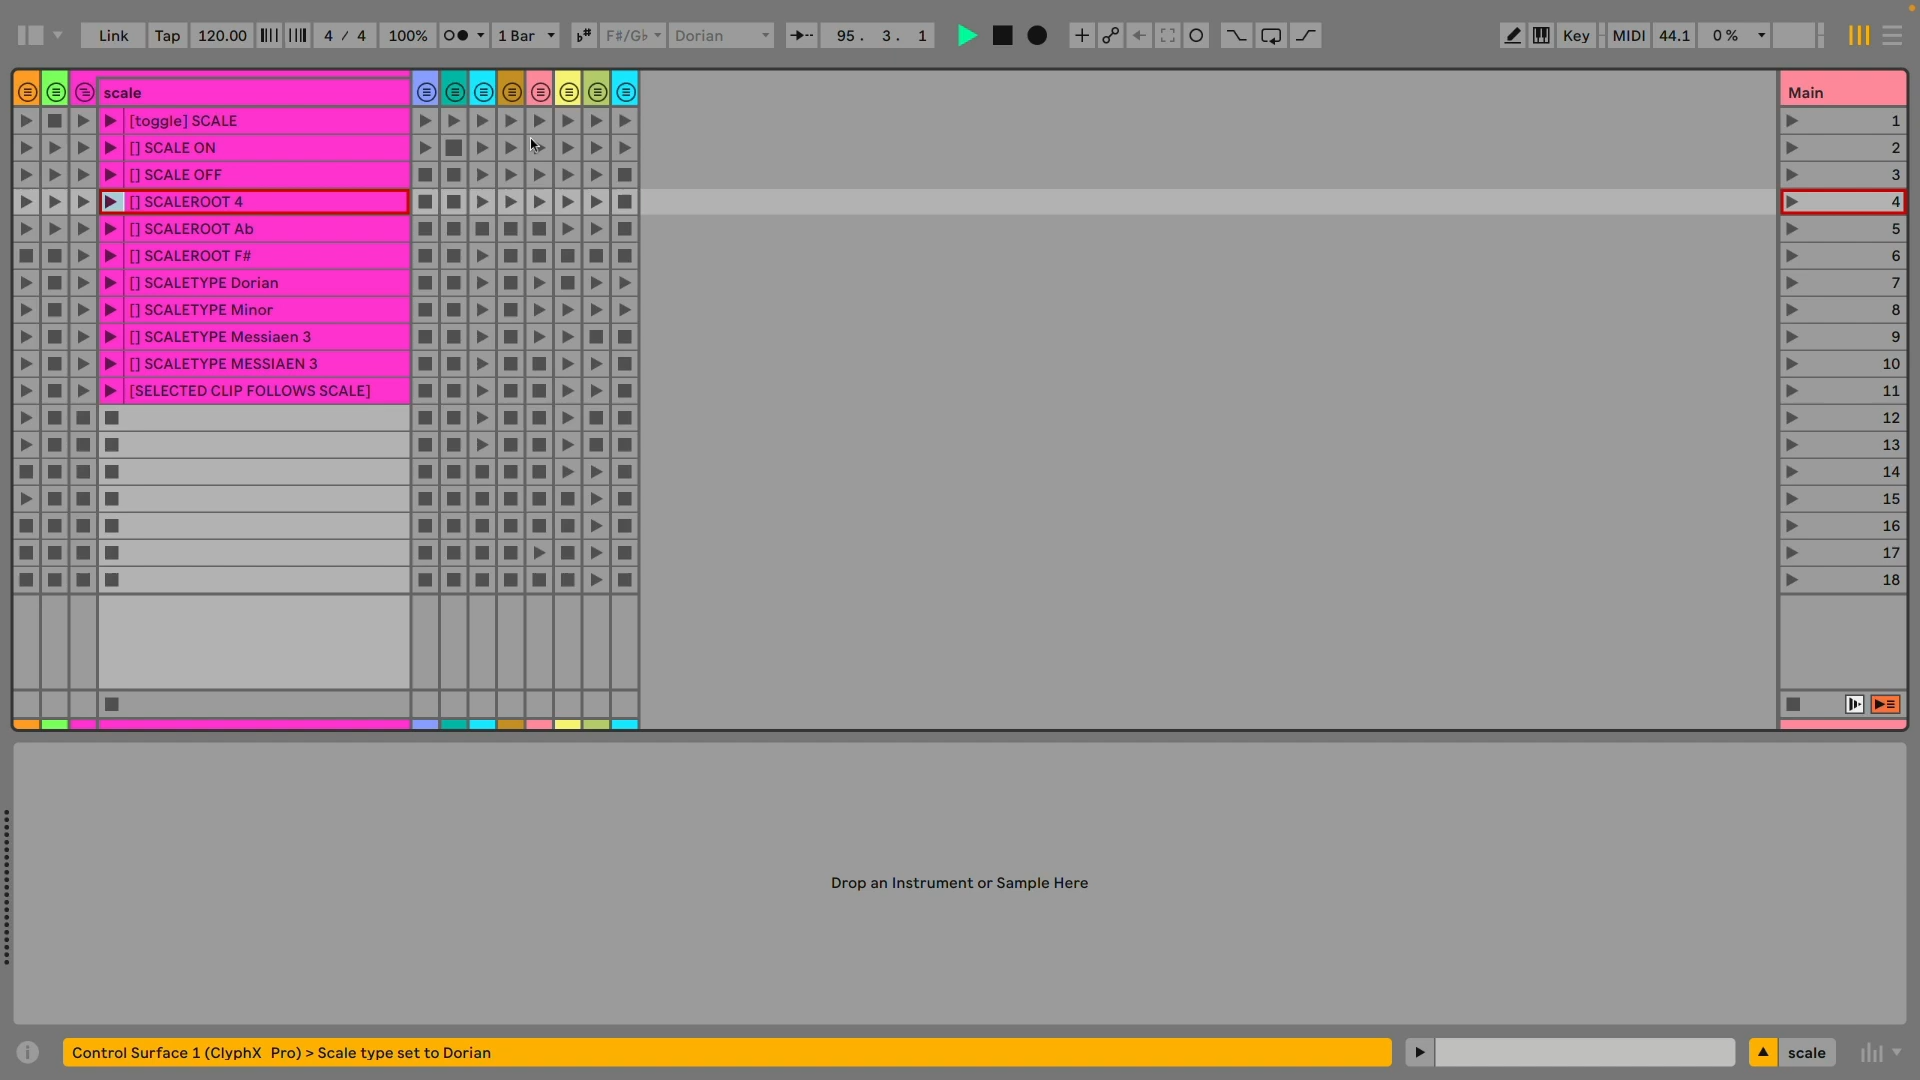 Link Tap 120.00 4 / 4 100% 1 Bar F#/Gb Dorian 95. 3. 1 Key MIDI 44.1 0 %
scale Main
[toggle] SCALE 1
[] SCALE ON 2
[] SCALE OFF 3
[] SCALEROOT 4 4
[] SCALEROOT Ab 5
[] SCALEROOT F# 6
[] SCALETYPE Dorian 7
[] SCALETYPE Minor 8
[] SCALETYPE Messiaen 3 9
[] SCALETYPE MESSIAEN 3 10
[SELECTED CLIP FOLLOWS SCALE] 11
12
13
14
15
16
17
18
Drop an Instrument or Sample Here
Control Surface 1 (ClyphX Pro) > Scale type set to Dorian scale